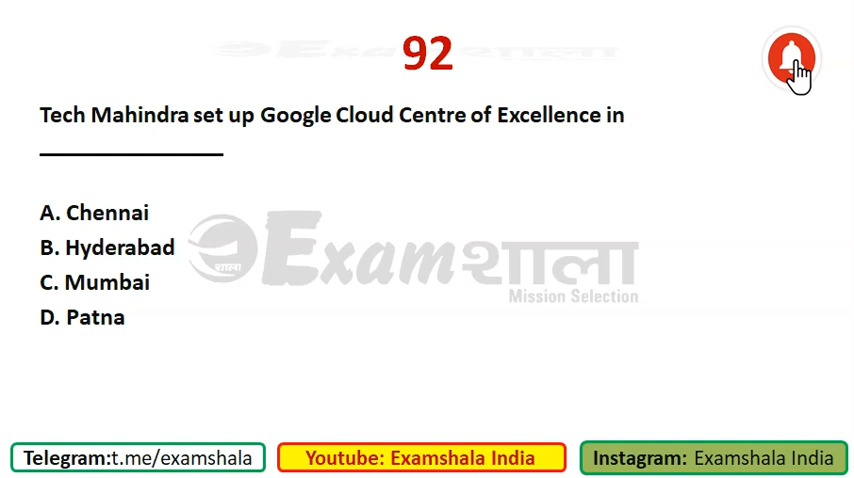 92
Tech Mahindra set up Google Cloud Centre of Excellence in
_______________
A. Chennai
B. Hyderabad
C. Mumbai
D. Patna
शाला
Examशाला
Mission Selection
Telegram:t.me/examshala
Youtube: Examshala India
Instagram: Examshala India